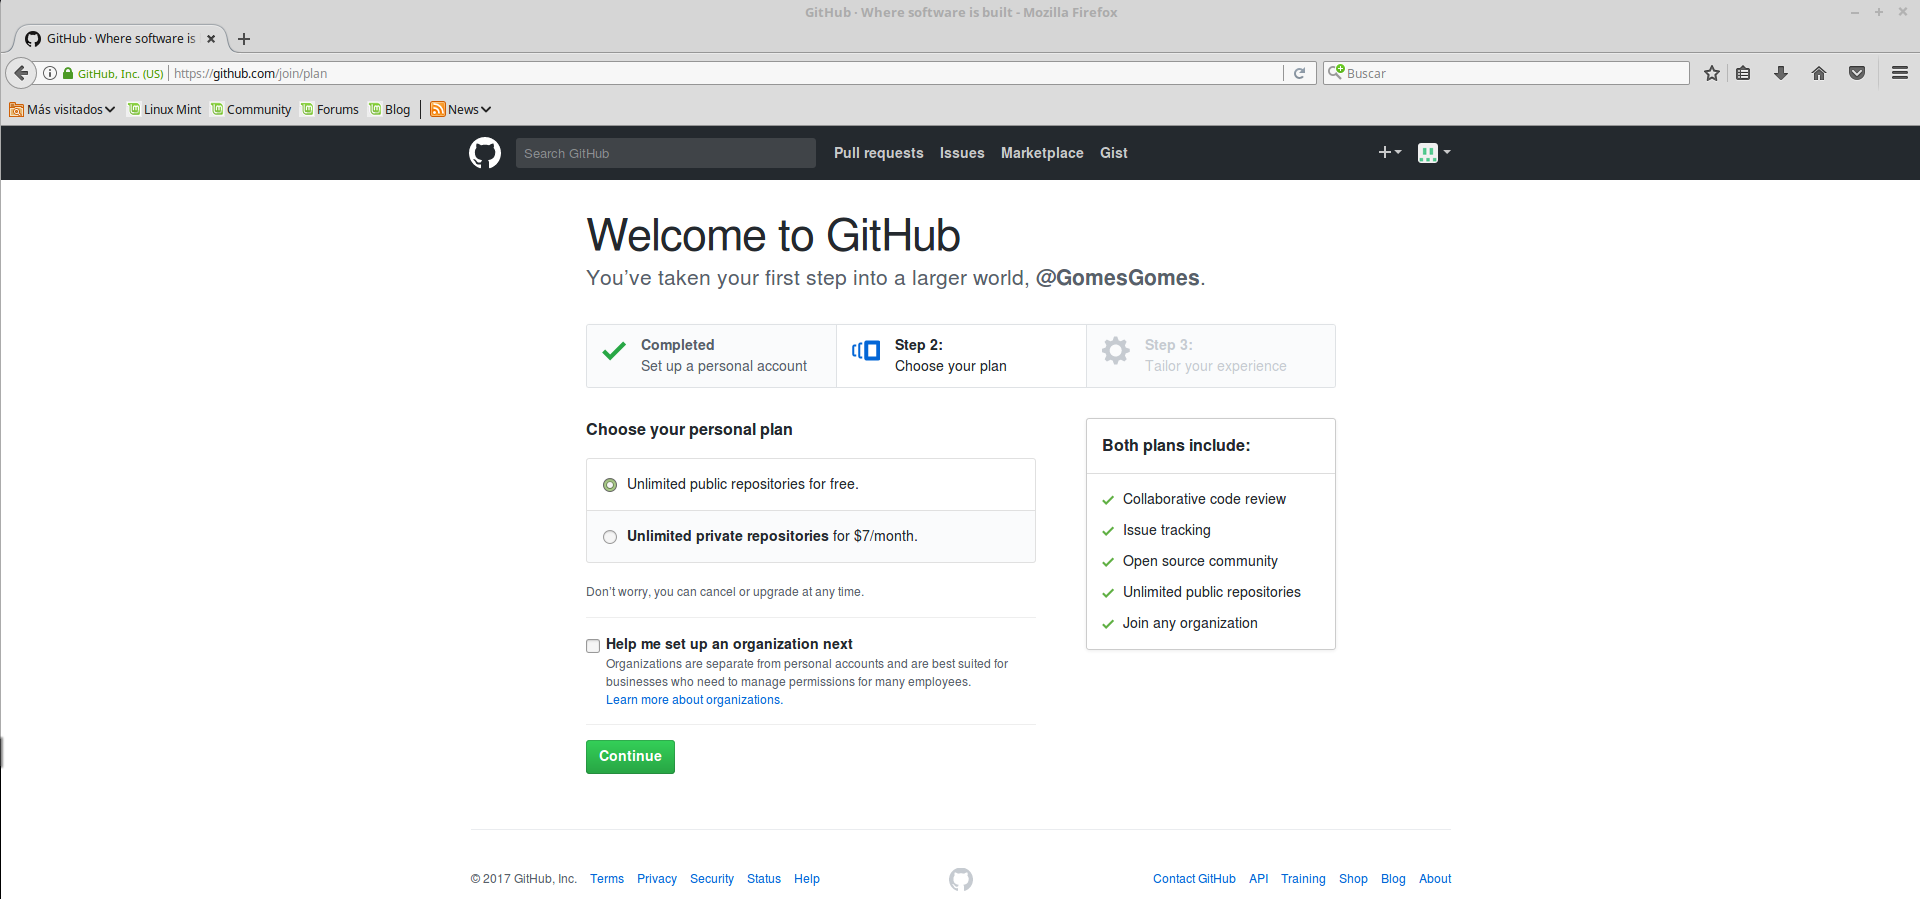 GitHub · Where software is built - Mozilla Firefox
GitHub · Where software is
GitHub, Inc. (US) https://github.com/join/plan
Buscar
Más visitados Linux Mint Community Forums Blog News
Search GitHub
Pull requests Issues Marketplace Gist
Welcome to GitHub
You’ve taken your first step into a larger world, @GomesGomes.
Completed
Set up a personal account
Step 2:
Choose your plan
Step 3:
Tailor your experience
Choose your personal plan
Unlimited public repositories for free.
Unlimited private repositories for $7/month.
Don’t worry, you can cancel or upgrade at any time.
Help me set up an organization next
Organizations are separate from personal accounts and are best suited for
businesses who need to manage permissions for many employees.
Learn more about organizations.
Continue
Both plans include:
Collaborative code review
Issue tracking
Open source community
Unlimited public repositories
Join any organization
© 2017 GitHub, Inc. Terms Privacy Security Status Help
Contact GitHub API Training Shop Blog About